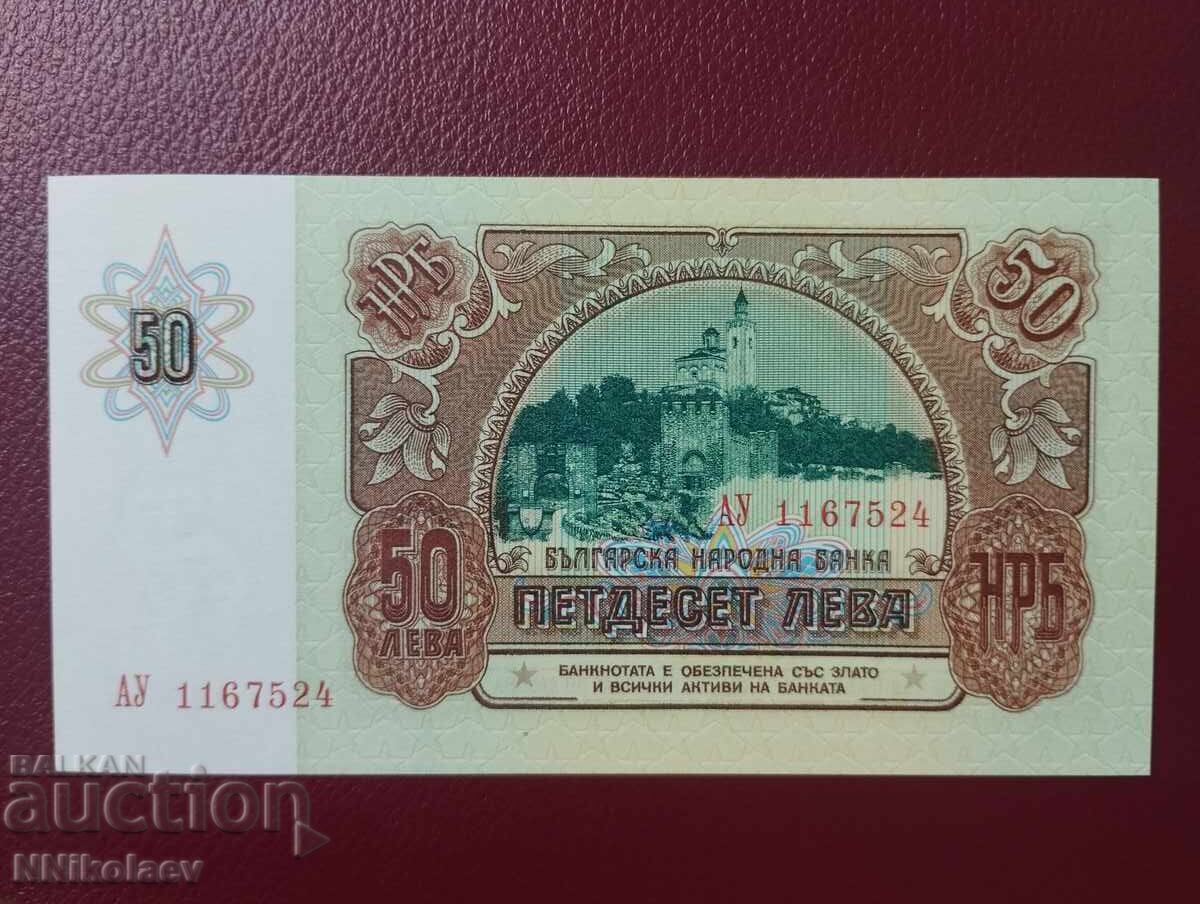 НРБ
50
50
АУ 1167524
БЪЛГАРСКА НАРОДНА БАНКА
ПЕТДЕСЕТ ЛЕВА
50
ЛЕВА
НРБ
БАНКНОТАТА Е ОБЕЗПЕЧЕНА СЪС ЗЛАТО
И ВСИЧКИ АКТИВИ НА БАНКАТА
АУ 1167524
BALKAN
auction
NNikolaev